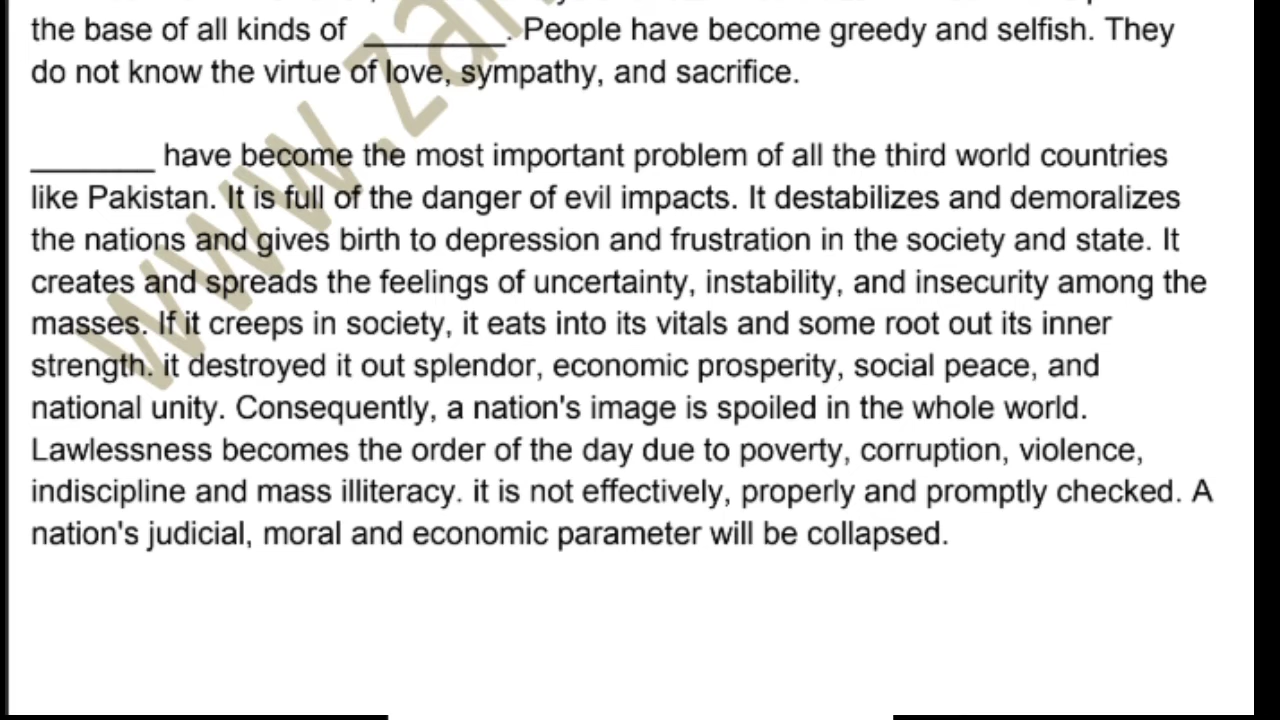 the base of all kinds of ________. People have become greedy and selfish. They
do not know the virtue of love, sympathy, and sacrifice.
_______ have become the most important problem of all the third world countries
like Pakistan. It is full of the danger of evil impacts. It destabilizes and demoralizes
the nations and gives birth to depression and frustration in the society and state. It
creates and spreads the feelings of uncertainty, instability, and insecurity among the
masses. If it creeps in society, it eats into its vitals and some root out its inner
strength. it destroyed it out splendor, economic prosperity, social peace, and
national unity. Consequently, a nation's image is spoiled in the whole world.
Lawlessness becomes the order of the day due to poverty, corruption, violence,
indiscipline and mass illiteracy. it is not effectively, properly and promptly checked. A
nation's judicial, moral and economic parameter will be collapsed.
www.za